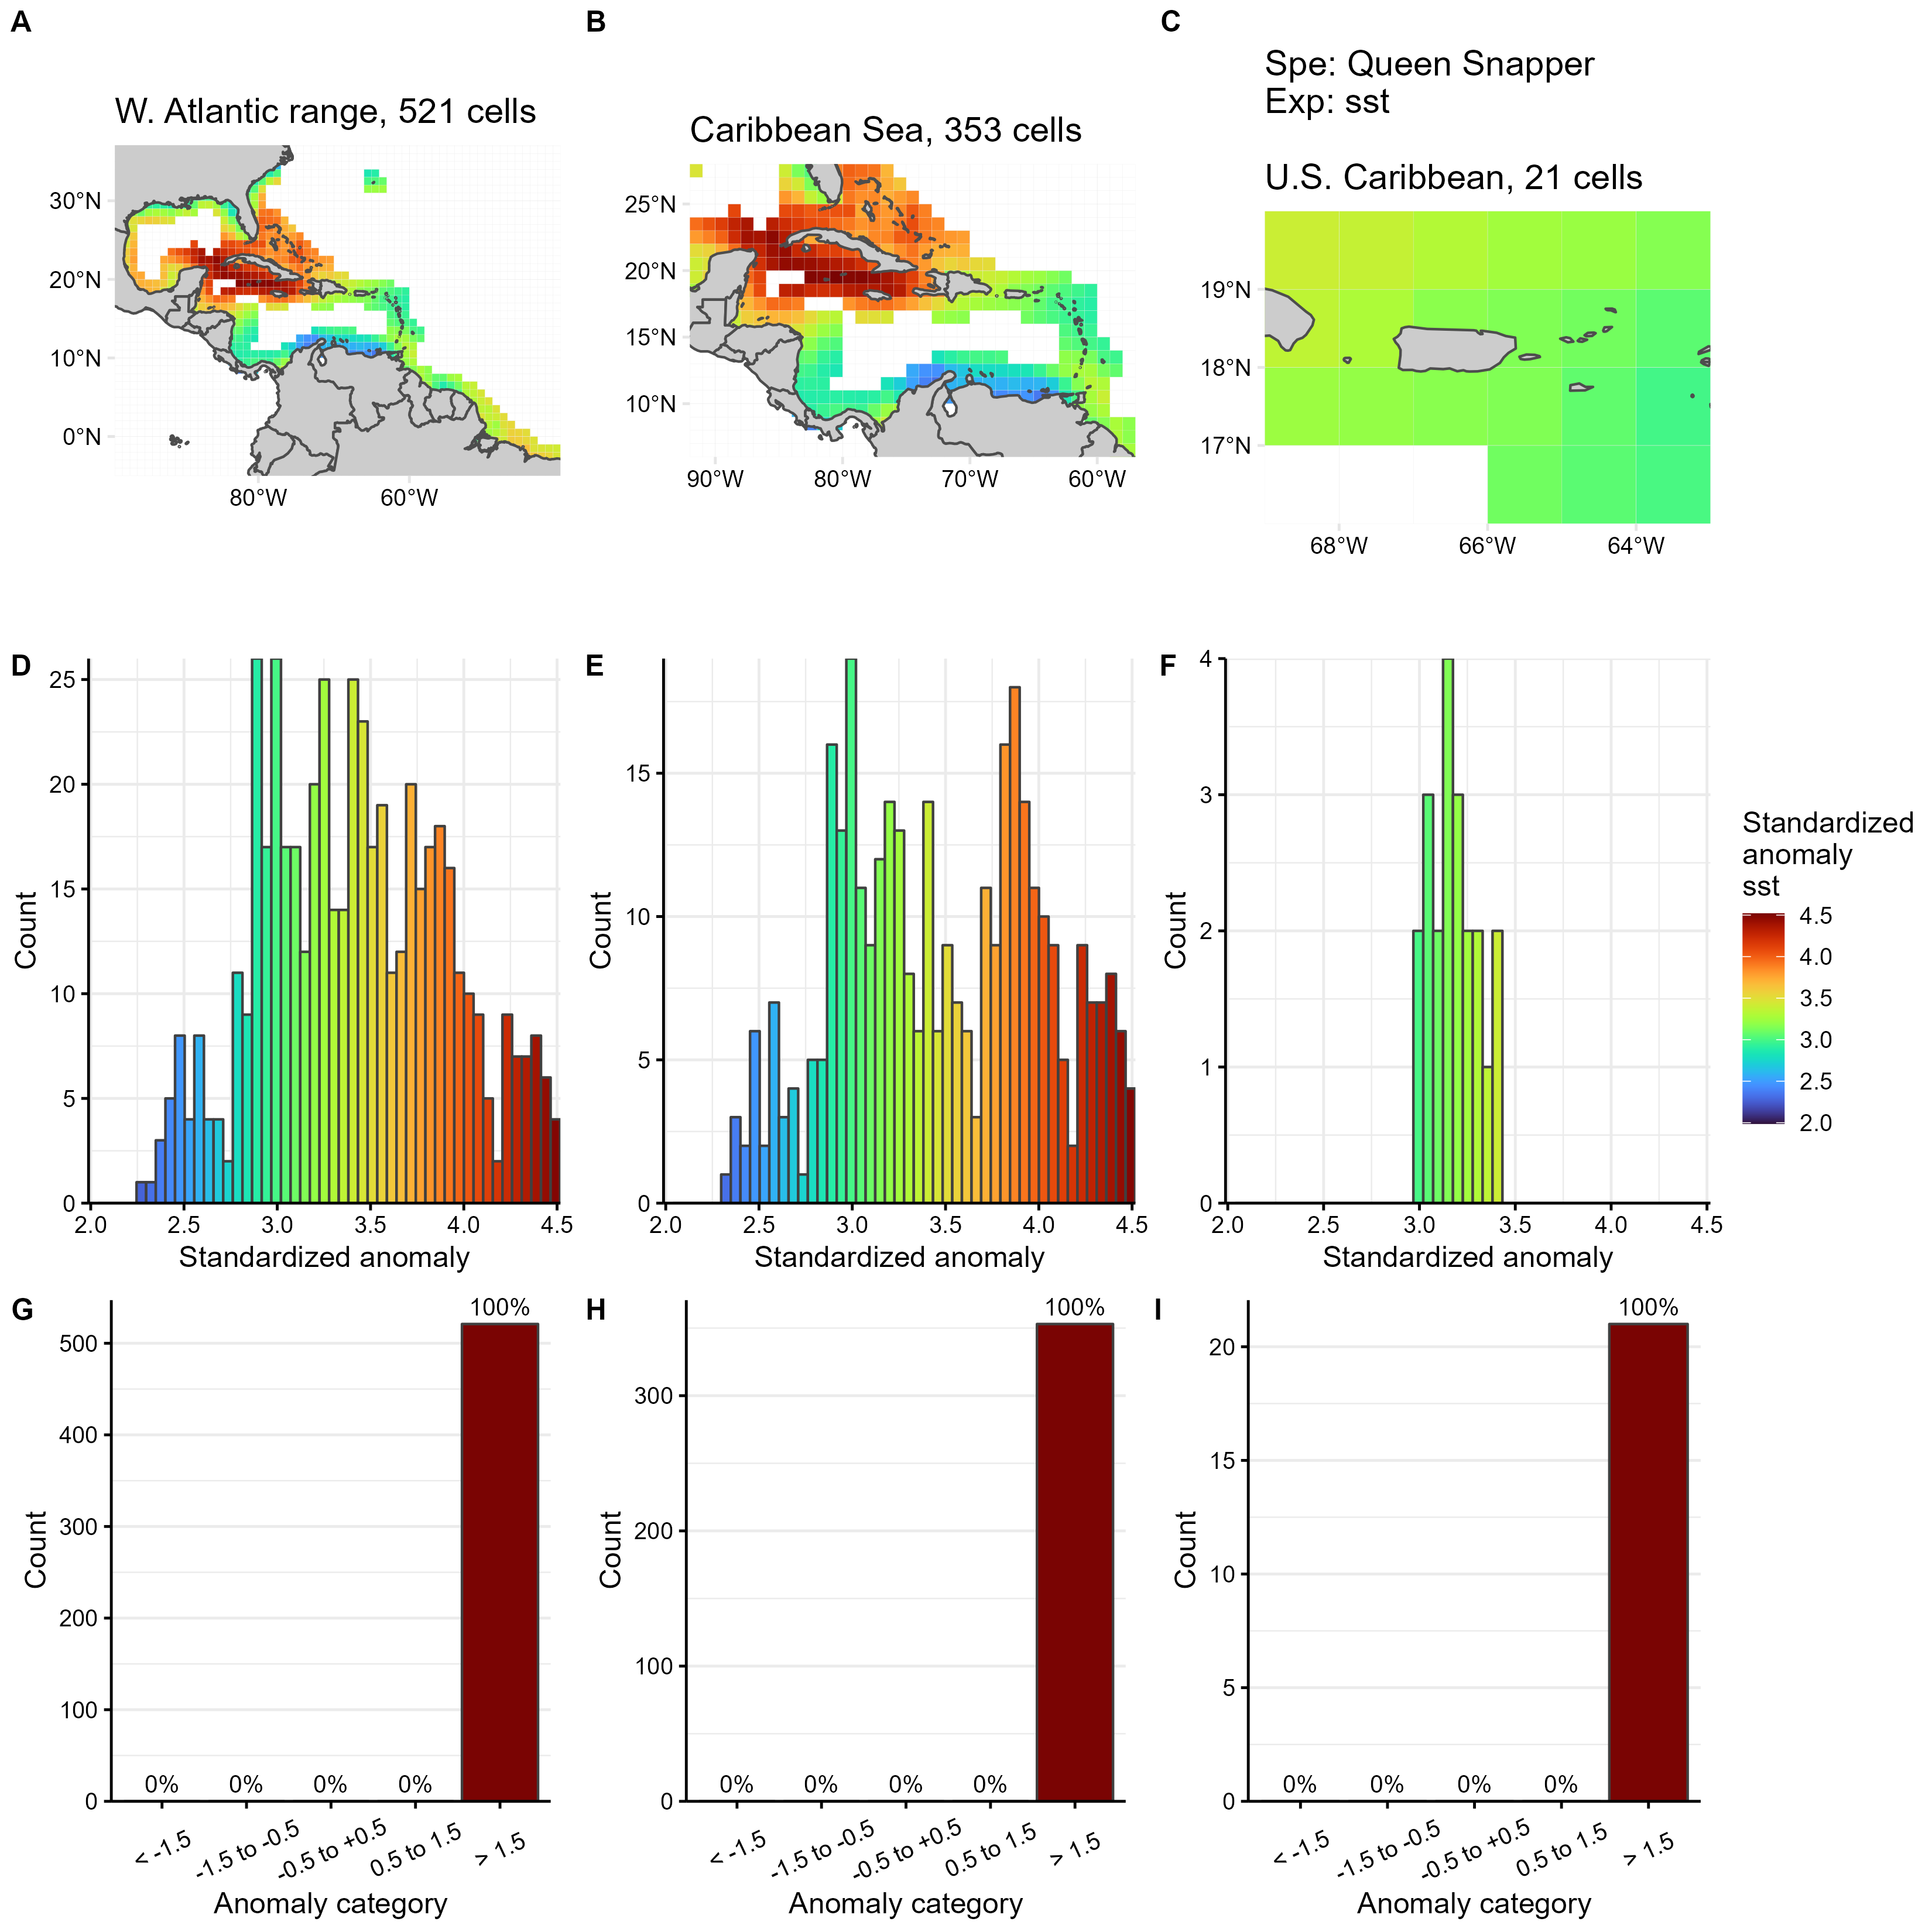 A
B
C
W. Atlantic range, 521 cells
Caribbean Sea, 353 cells
Spe: Queen Snapper
Exp: sst
U.S. Caribbean, 21 cells
30°N
20°N
10°N
0°N
80°W
60°W
25°N
20°N
15°N
10°N
90°W
80°W
70°W
60°W
19°N
18°N
17°N
68°W
66°W
64°W
D
Count
25
20
15
10
5
0
2.0
2.5
3.0
3.5
4.0
4.5
Standardized anomaly
E
Count
15
10
5
0
2.0
2.5
3.0
3.5
4.0
4.5
Standardized anomaly
F
Count
4
3
2
1
0
2.0
2.5
3.0
3.5
4.0
4.5
Standardized anomaly
Standardized
anomaly
sst
4.5
4.0
3.5
3.0
2.5
2.0
G
Count
500
400
300
200
100
0
0%
0%
0%
0%
100%
< -1.5
-1.5 to -0.5
-0.5 to +0.5
0.5 to 1.5
> 1.5
Anomaly category
H
Count
300
200
100
0
0%
0%
0%
0%
100%
< -1.5
-1.5 to -0.5
-0.5 to +0.5
0.5 to 1.5
> 1.5
Anomaly category
I
Count
20
15
10
5
0
0%
0%
0%
0%
100%
< -1.5
-1.5 to -0.5
-0.5 to +0.5
0.5 to 1.5
> 1.5
Anomaly category